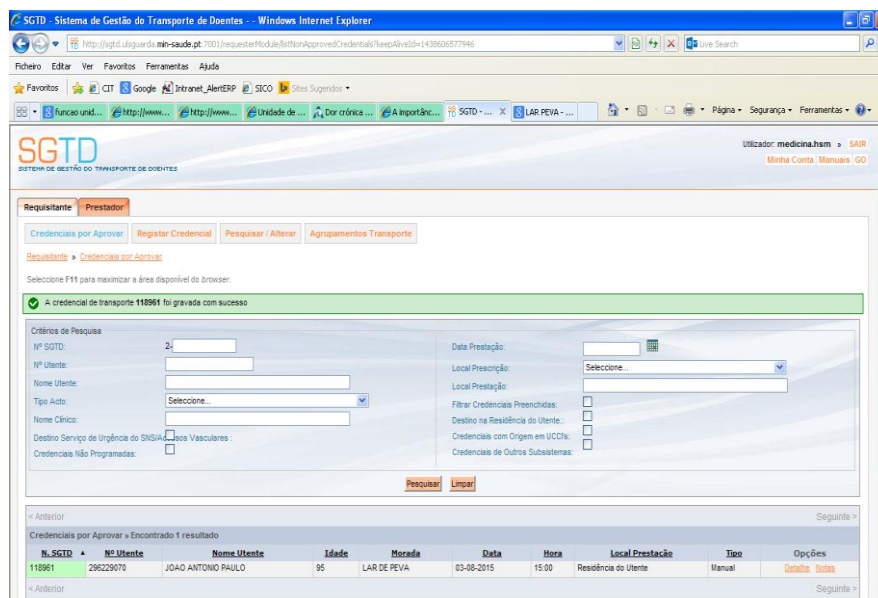 SGTD - Sistema de Gestão do Transporte de Doentes - - Windows Internet Explorer
http://sgtd.ulsguarda.min-saude.pt:7001/requesterModule/listNonApprovedCredentials?keepAliveId=1438606577946
Live Search
Ficheiro Editar Ver Favoritos Ferramentas Ajuda
Favoritos CIT Google Intranet_AlertERP SICO Sites Sugeridos
funcao unid... http://www... http://www... Unidade de ... Dor crónica ... A importânc... SGTD - ... X LAR PEVA - ... Página Segurança Ferramentas
SGTD
SISTEMA DE GESTÃO DO TRANSPORTE DE DOENTES
Utilizador: medicina.hsm » SAIR
Minha Conta Manuais GO
Requisitante Prestador
Credenciais por Aprovar Registar Credencial Pesquisar / Alterar Agrupamentos Transporte
Requisitante » Credenciais por Aprovar
Seleccione F11 para maximizar a área disponível do browser.
A credencial de transporte 118961 foi gravada com sucesso
Critérios de Pesquisa
Nº SGTD: 2-
Data Prestação:
Nº Utente:
Local Prescrição: Seleccione...
Nome Utente:
Local Prestação:
Tipo Acto: Seleccione...
Filtrar Credenciais Preenchidas:
Nome Clínico:
Destino na Residência do Utente.:
Destino Serviço de Urgência do SNS/ Vasculares :
Credenciais com Origem em UCCIs:
Credenciais Não Programadas:
Credenciais de Outros Subsistemas:
Pesquisar Limpar
< Anterior Seguinte >
Credenciais por Aprovar » Encontrado 1 resultado
N. SGTD Nº Utente Nome Utente Idade Morada Data Hora Local Prestação Tipo Opções
118961 296229070 JOAO ANTONIO PAULO 95 LAR DE PEVA 03-08-2015 15:00 Residência do Utente Manual Detalhe Notas
< Anterior Seguinte >